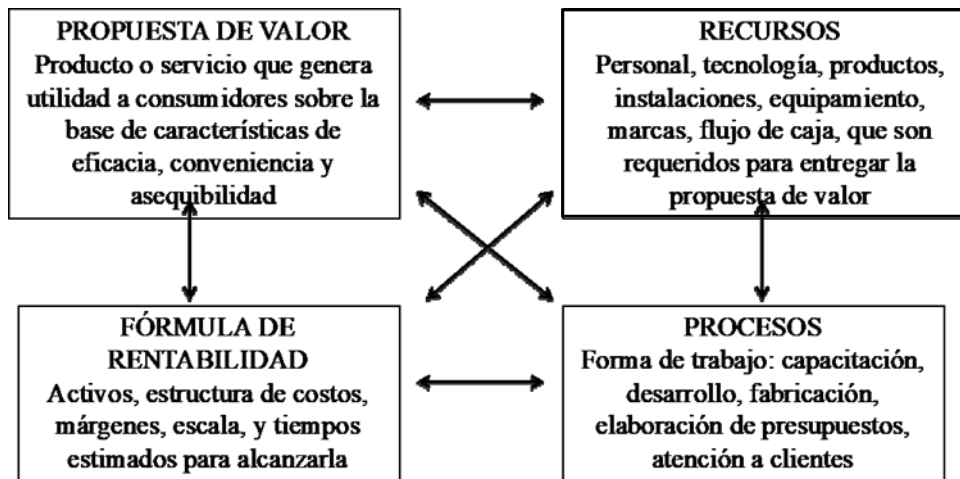 PROPUESTA DE VALOR
Producto o servicio que genera
utilidad a consumidores sobre la
base de características de
eficacia, conveniencia y
asequibilidad
RECURSOS
Personal, tecnología, productos,
instalaciones, equipamiento,
marcas, flujo de caja, que son
requeridos para entregar la
propuesta de valor
FÓRMULA DE
RENTABILIDAD
Activos, estructura de costos,
márgenes, escala, y tiempos
estimados para alcanzarla
PROCESOS
Forma de trabajo: capacitación,
desarrollo, fabricación,
elaboración de presupuestos,
atención a clientes